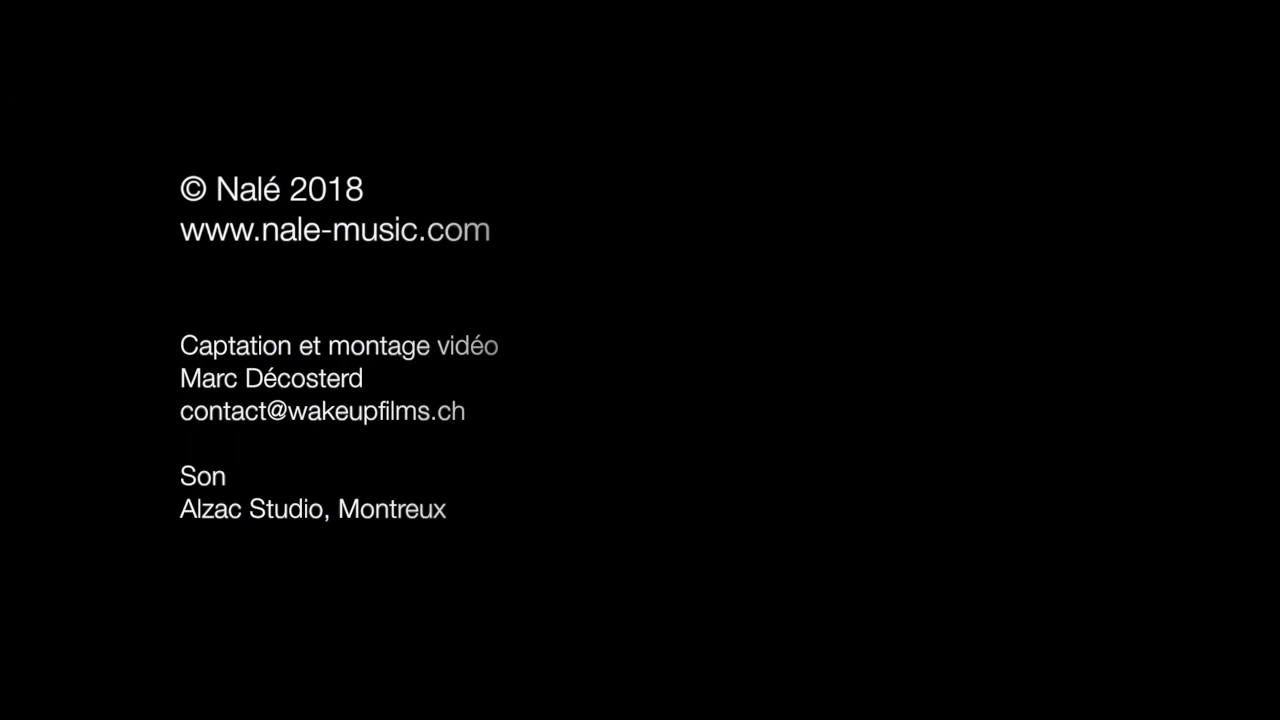 © Nalé 2018
www.nale-music.com
Captation et montage vidéo
Marc Décosterd
contact@wakeupfilms.ch
Son
Alzac Studio, Montreux